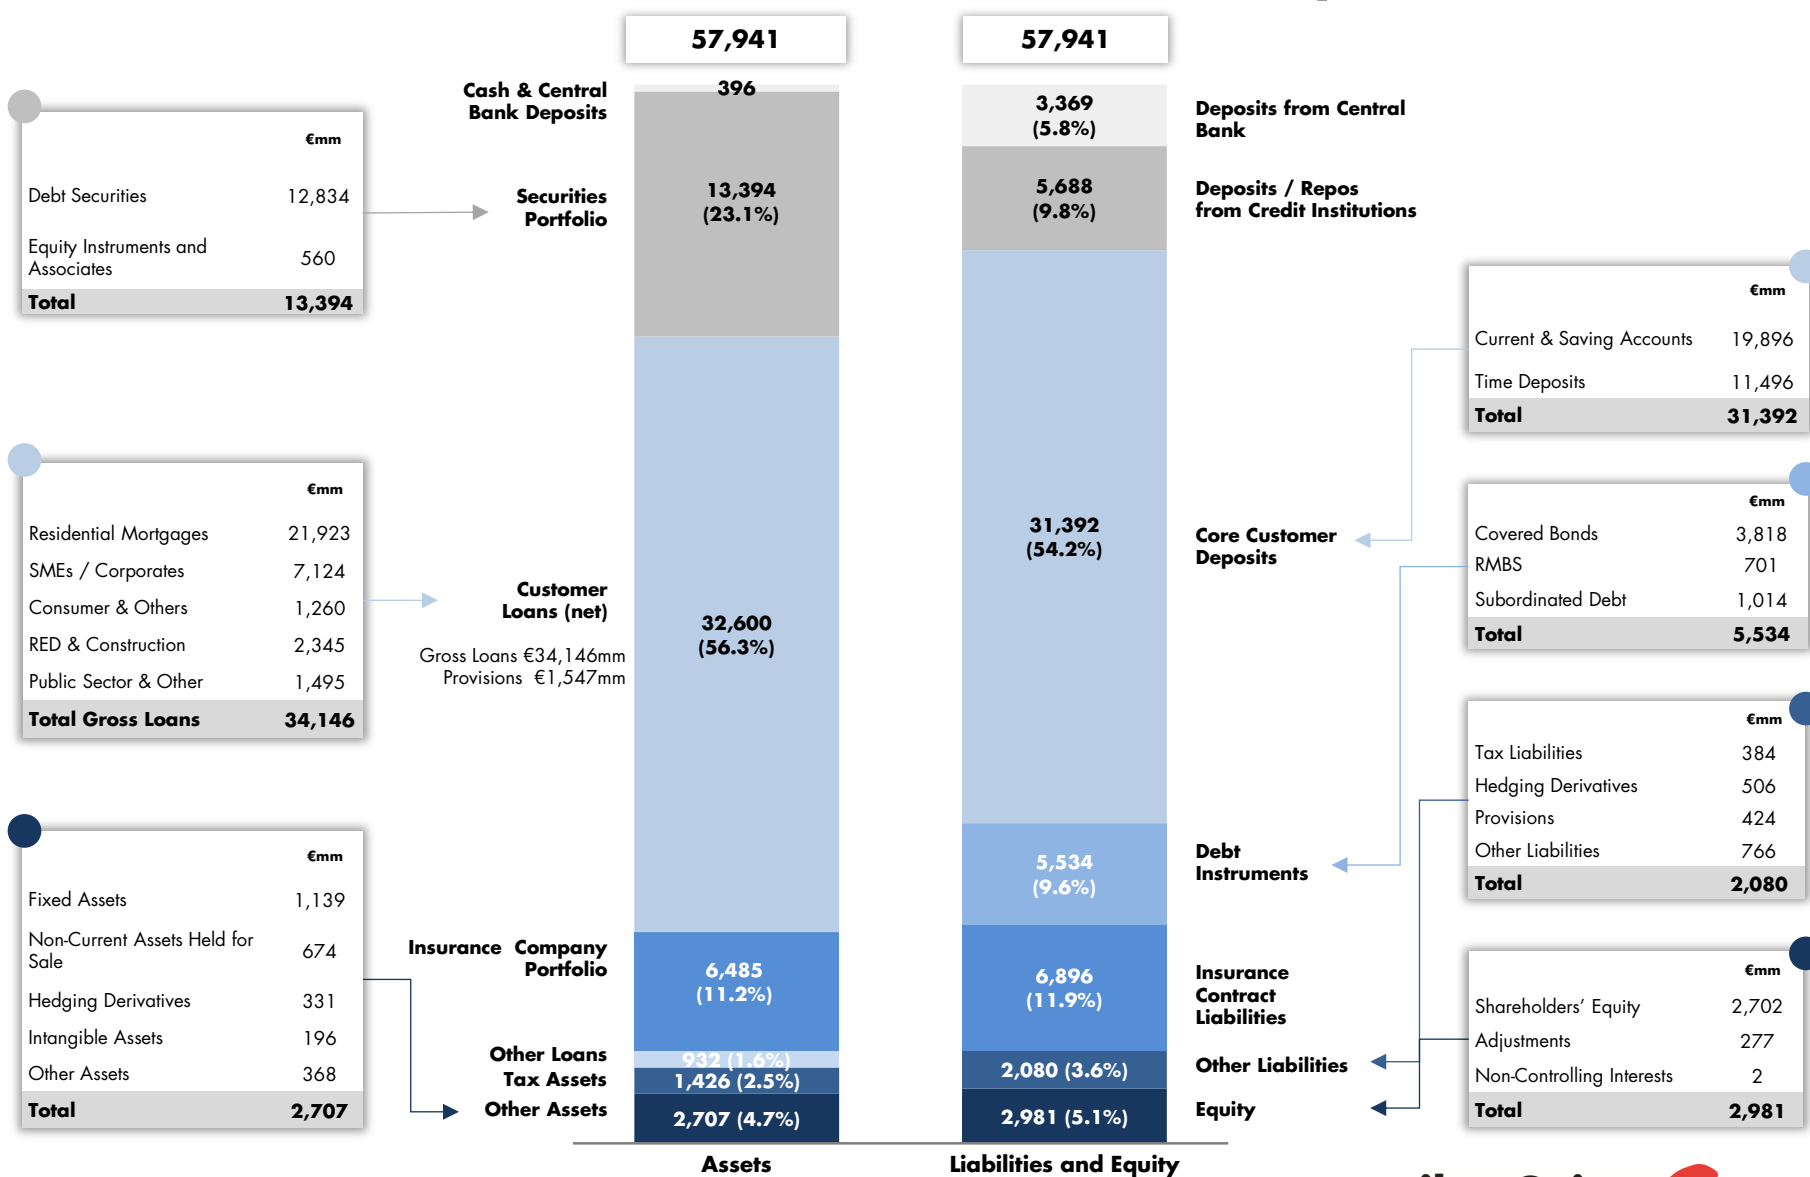 57,941
57,941
Cash & Central
Bank Deposits
396
3,369
(5.8%)
Deposits from Central
Bank
€mm
Debt Securities 12,834
Equity Instruments and
Associates 560
Total 13,394
Securities
Portfolio
13,394
(23.1%)
5,688
(9.8%)
Deposits / Repos
from Credit Institutions
€mm
Current & Saving Accounts 19,896
Time Deposits 11,496
Total 31,392
€mm
Residential Mortgages 21,923
SMEs / Corporates 7,124
Consumer & Others 1,260
RED & Construction 2,345
Public Sector & Other 1,495
Total Gross Loans 34,146
Customer
Loans (net)
Gross Loans €34,146mm
Provisions €1,547mm
32,600
(56.3%)
31,392
(54.2%)
Core Customer
Deposits
€mm
Covered Bonds 3,818
RMBS 701
Subordinated Debt 1,014
Total 5,534
€mm
Tax Liabilities 384
Hedging Derivatives 506
Provisions 424
Other Liabilities 766
Total 2,080
5,534
(9.6%)
Debt
Instruments
€mm
Fixed Assets 1,139
Non-Current Assets Held for
Sale 674
Hedging Derivatives 331
Intangible Assets 196
Other Assets 368
Total 2,707
Insurance Company
Portfolio
6,485
(11.2%)
6,896
(11.9%)
Insurance
Contract
Liabilities
€mm
Shareholders' Equity 2,702
Adjustments 277
Non-Controlling Interests 2
Total 2,981
Other Loans
932 (1.6%)
Tax Assets
1,426 (2.5%)
2,080 (3.6%)
Other Liabilities
Other Assets
2,707 (4.7%)
2,981 (5.1%)
Equity
Assets
Liabilities and Equity